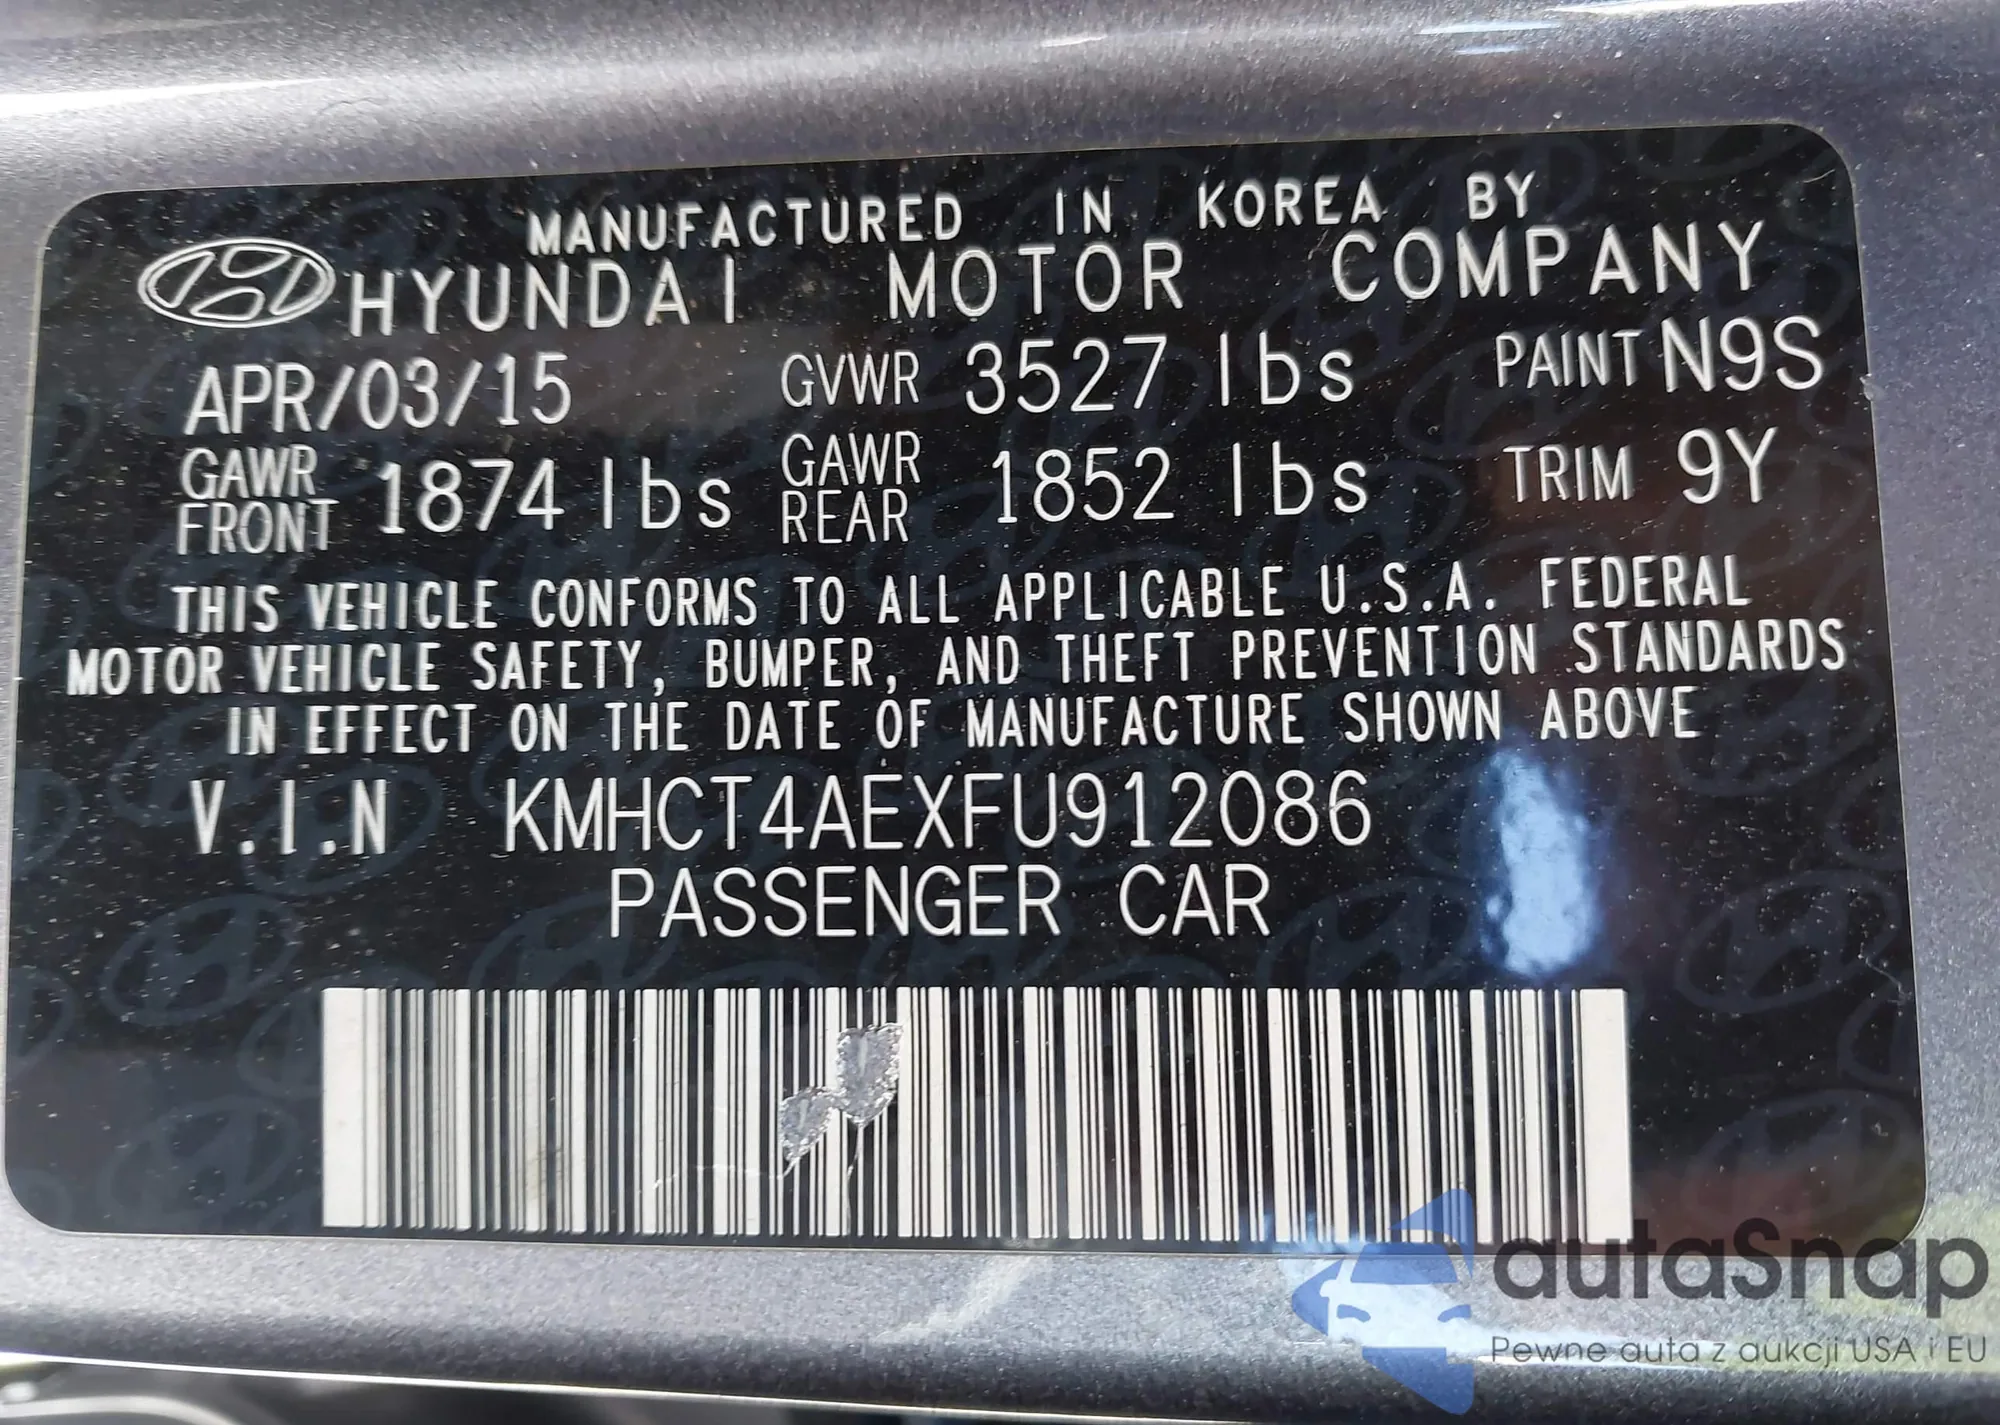 MANUFACTURED IN KOREA BY
HYUNDAI MOTOR COMPANY
APR/03/15 GVWR 3527 lbs PAINT N9S
GAWR FRONT 1874 lbs GAWR REAR 1852 lbs TRIM 9Y
THIS VEHICLE CONFORMS TO ALL APPLICABLE U.S.A. FEDERAL
MOTOR VEHICLE SAFETY, BUMPER, AND THEFT PREVENTION STANDARDS
IN EFFECT ON THE DATE OF MANUFACTURE SHOWN ABOVE
V.I.N KMHCT4AEXFU912086
PASSENGER CAR
autaSnap
Pewne auta z aukcji USA i EU